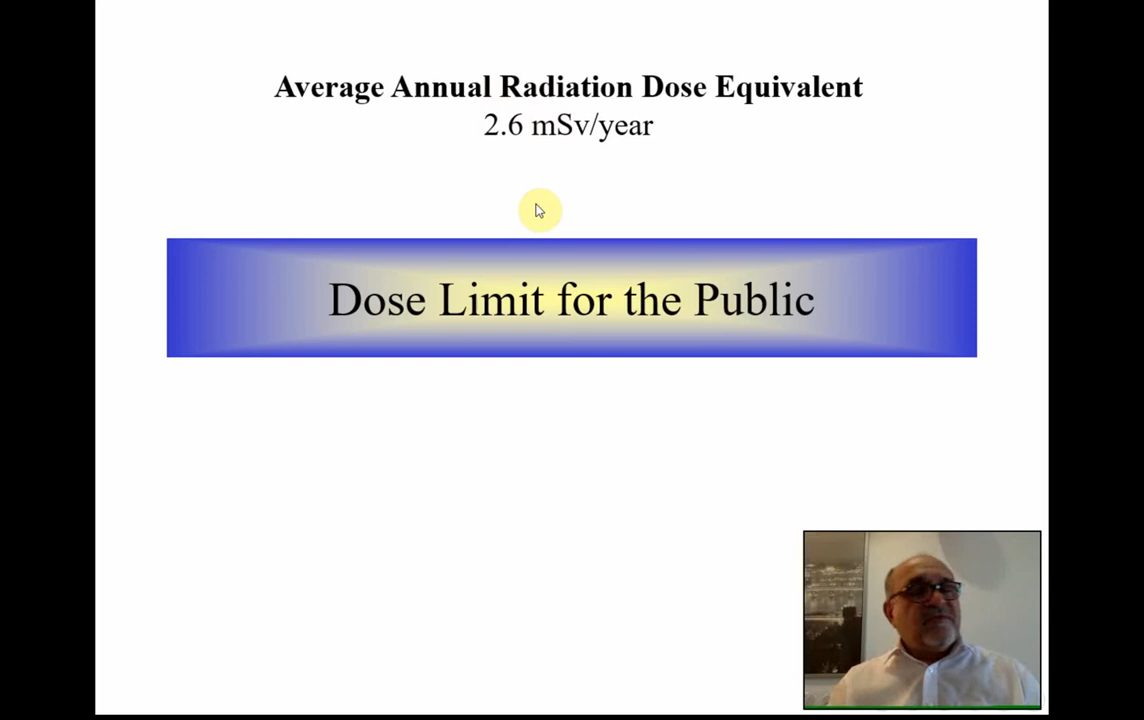 Average Annual Radiation Dose Equivalent
2.6 mSv/year
Dose Limit for the Public